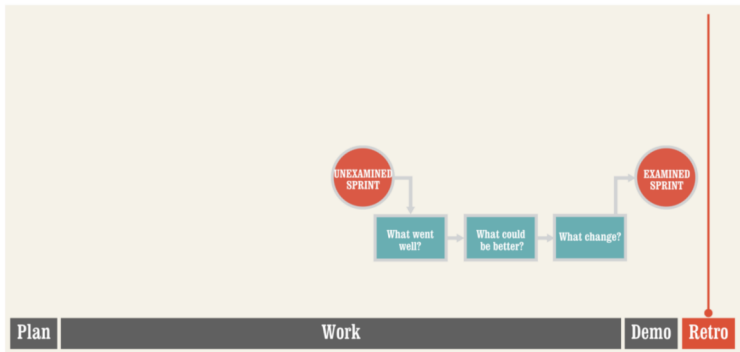 UNEXAMINED
SPRINT
EXAMINED
SPRINT
What went
well?
What could
be better?
What change?
Plan
Work
Demo
Retro